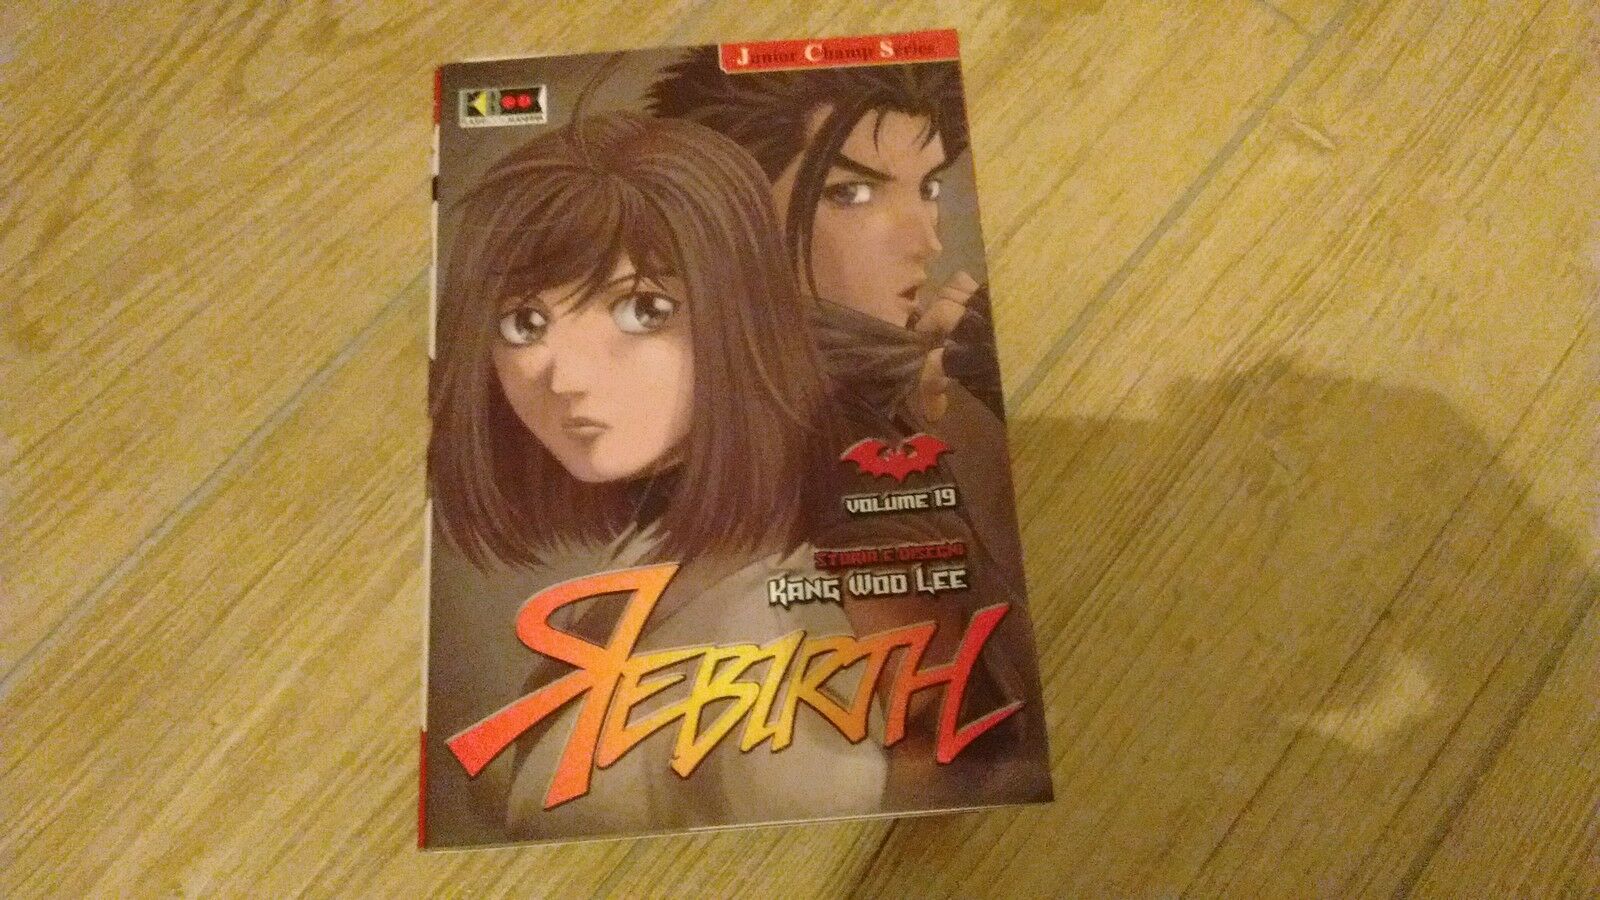 Junior Champ Series
VOLUME 19
STORIA E DISEGNI
KANG WOO LEE
REBIRTH